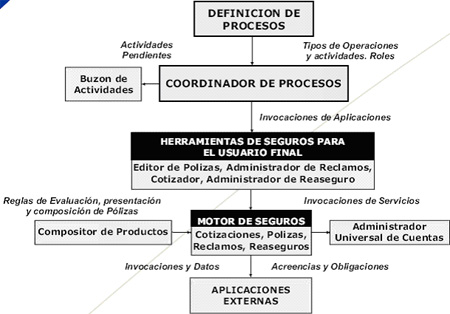 DEFINICION DE
PROCESOS
Actividades
Pendientes
Tipos de Operaciones
y actividades. Roles
Buzon de
Actividades
COORDINADOR DE PROCESOS
Invocaciones de Aplicaciones
HERRAMIENTAS DE SEGUROS PARA
EL USUARIO FINAL
Editor de Polizas, Administrador de Reclamos,
Cotizador, Administrador de Reaseguro
Reglas de Evaluación, presentación
y composición de Pólizas
Invocaciones de Servicios
Compositor de Productos
MOTOR DE SEGUROS
Cotizaciones, Polizas,
Reclamos, Reaseguros
Administrador
Universal de Cuentas
Invocaciones y Datos
Acreencias y Obligaciones
APLICACIONES
EXTERNAS